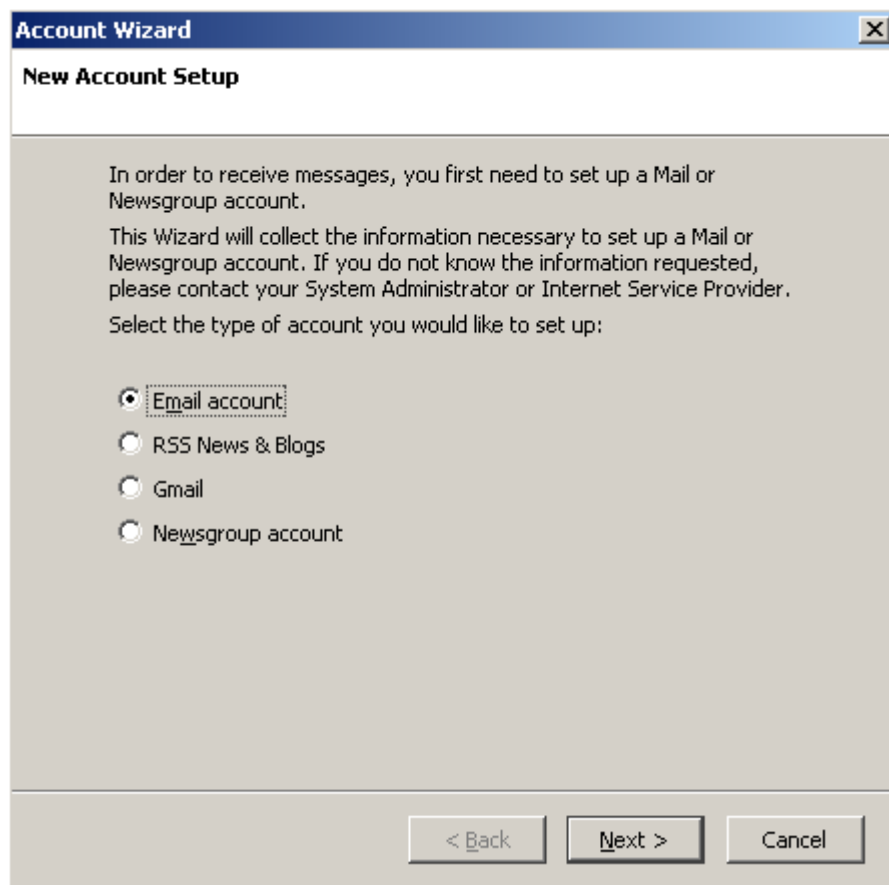 Account Wizard
New Account Setup
In order to receive messages, you first need to set up a Mail or
Newsgroup account.
This Wizard will collect the information necessary to set up a Mail or
Newsgroup account. If you do not know the information requested,
please contact your System Administrator or Internet Service Provider.
Select the type of account you would like to set up:
Email account
RSS News & Blogs
Gmail
Newsgroup account
< Back Next > Cancel